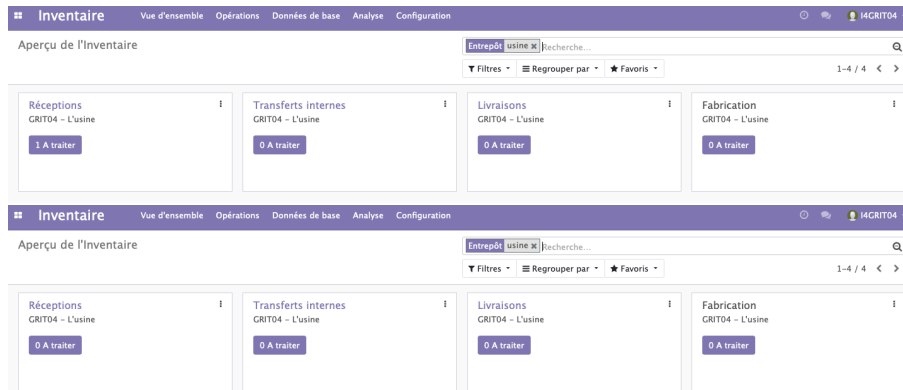 Inventaire Vue d'ensemble Opérations Données de base Analyse Configuration I4GRIT04
Aperçu de l'Inventaire Entrepôt usine Recherche...
Filtres Regrouper par Favoris 1-4 / 4
Réceptions Transferts internes Livraisons Fabrication
GRIT04 - L'usine GRIT04 - L'usine GRIT04 - L'usine GRIT04 - L'usine
1 A traiter 0 A traiter 0 A traiter 0 A traiter
Inventaire Vue d'ensemble Opérations Données de base Analyse Configuration I4GRIT04
Aperçu de l'Inventaire Entrepôt usine Recherche...
Filtres Regrouper par Favoris 1-4 / 4
Réceptions Transferts internes Livraisons Fabrication
GRIT04 - L'usine GRIT04 - L'usine GRIT04 - L'usine GRIT04 - L'usine
0 A traiter 0 A traiter 0 A traiter 0 A traiter